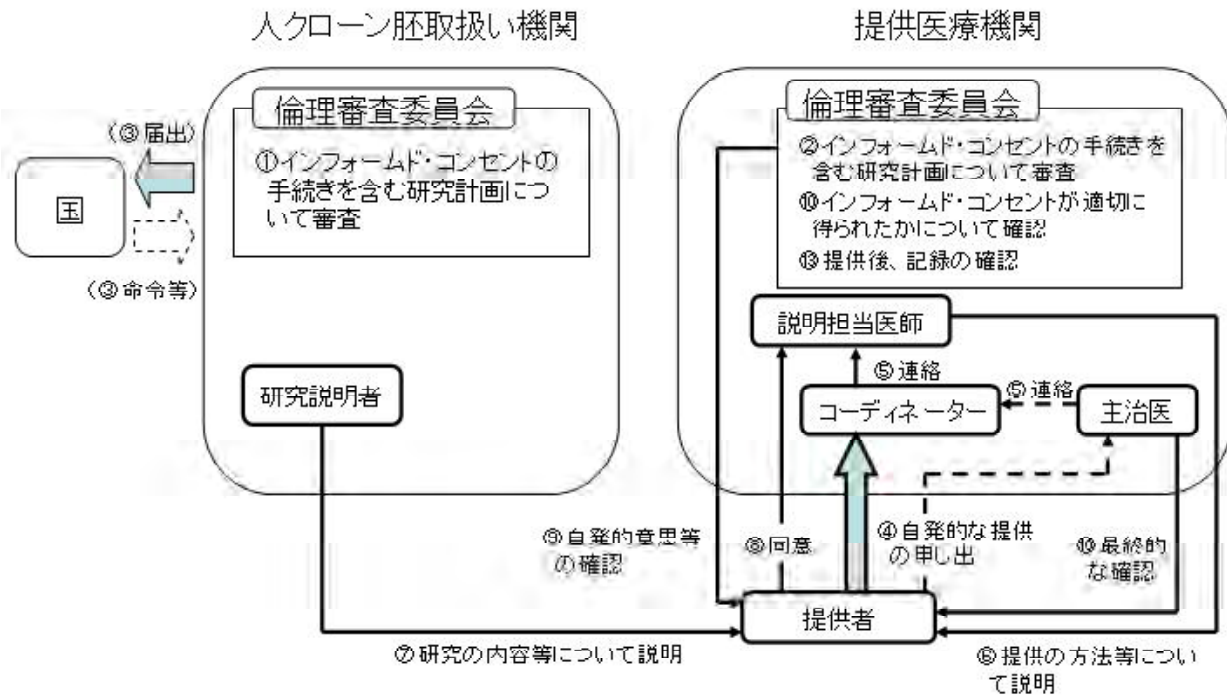 人クローン胚取扱い機関
提供医療機関
倫理審査委員会
①インフォームド・コンセントの
手続きを含む研究計画につ
いて審査
(③届出)
国
(③命令等)
研究説明者
倫理審査委員会
②インフォームド・コンセントの手続きを
含む研究計画について審査
⑩インフォームド・コンセントが適切に
得られたかについて確認
⑬提供後、記録の確認
説明担当医師
⑤連絡
コーディネーター
⑤連絡
主治医
⑨自発的意思等
の確認
⑧同意
④自発的な提供
の申し出
⑩最終的
な確認
提供者
⑦研究の内容等について説明
⑥提供の方法等につい
て説明